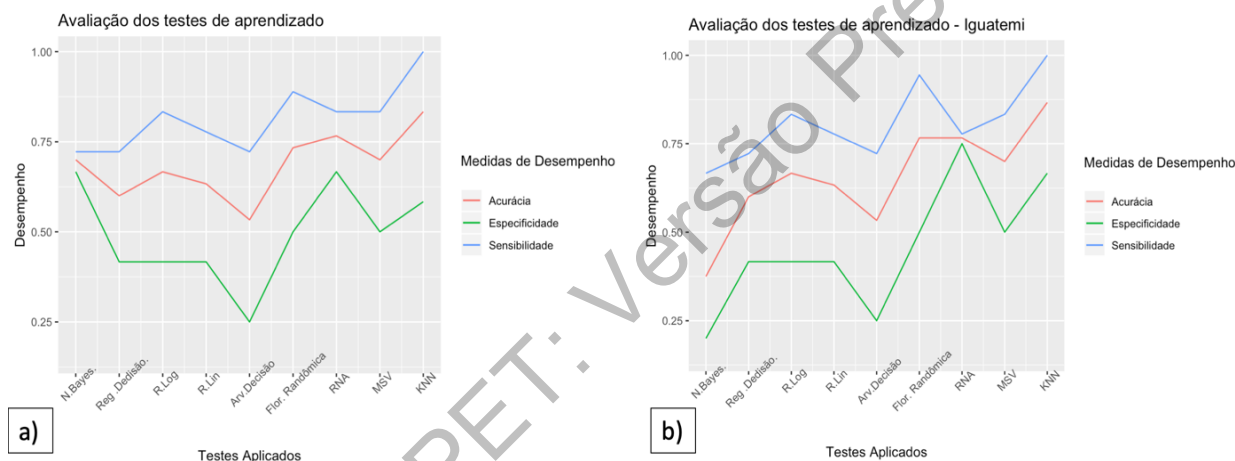 Avaliação dos testes de aprendizado
1.00
0.75
0.50
0.25
Desempenho
N.Bayes.
Reg .Dedisão.
R.Log
R.Lin
Arv.Decisão
Flor. Randômica
RNA
MSV
KNN
Testes Aplicados
Medidas de Desempenho
Acurácia
Especificidade
Sensibilidade
a)
Avaliação dos testes de aprendizado - Iguatemi
1.00
0.75
0.50
0.25
Desempenho
N.Bayes.
Reg .Dedisão.
R.Log
R.Lin
Arv.Decisão
Flor. Randômica
RNA
MSV
KNN
Testes Aplicados
Medidas de Desempenho
Acurácia
Especificidade
Sensibilidade
b)
PET: Versão Pre